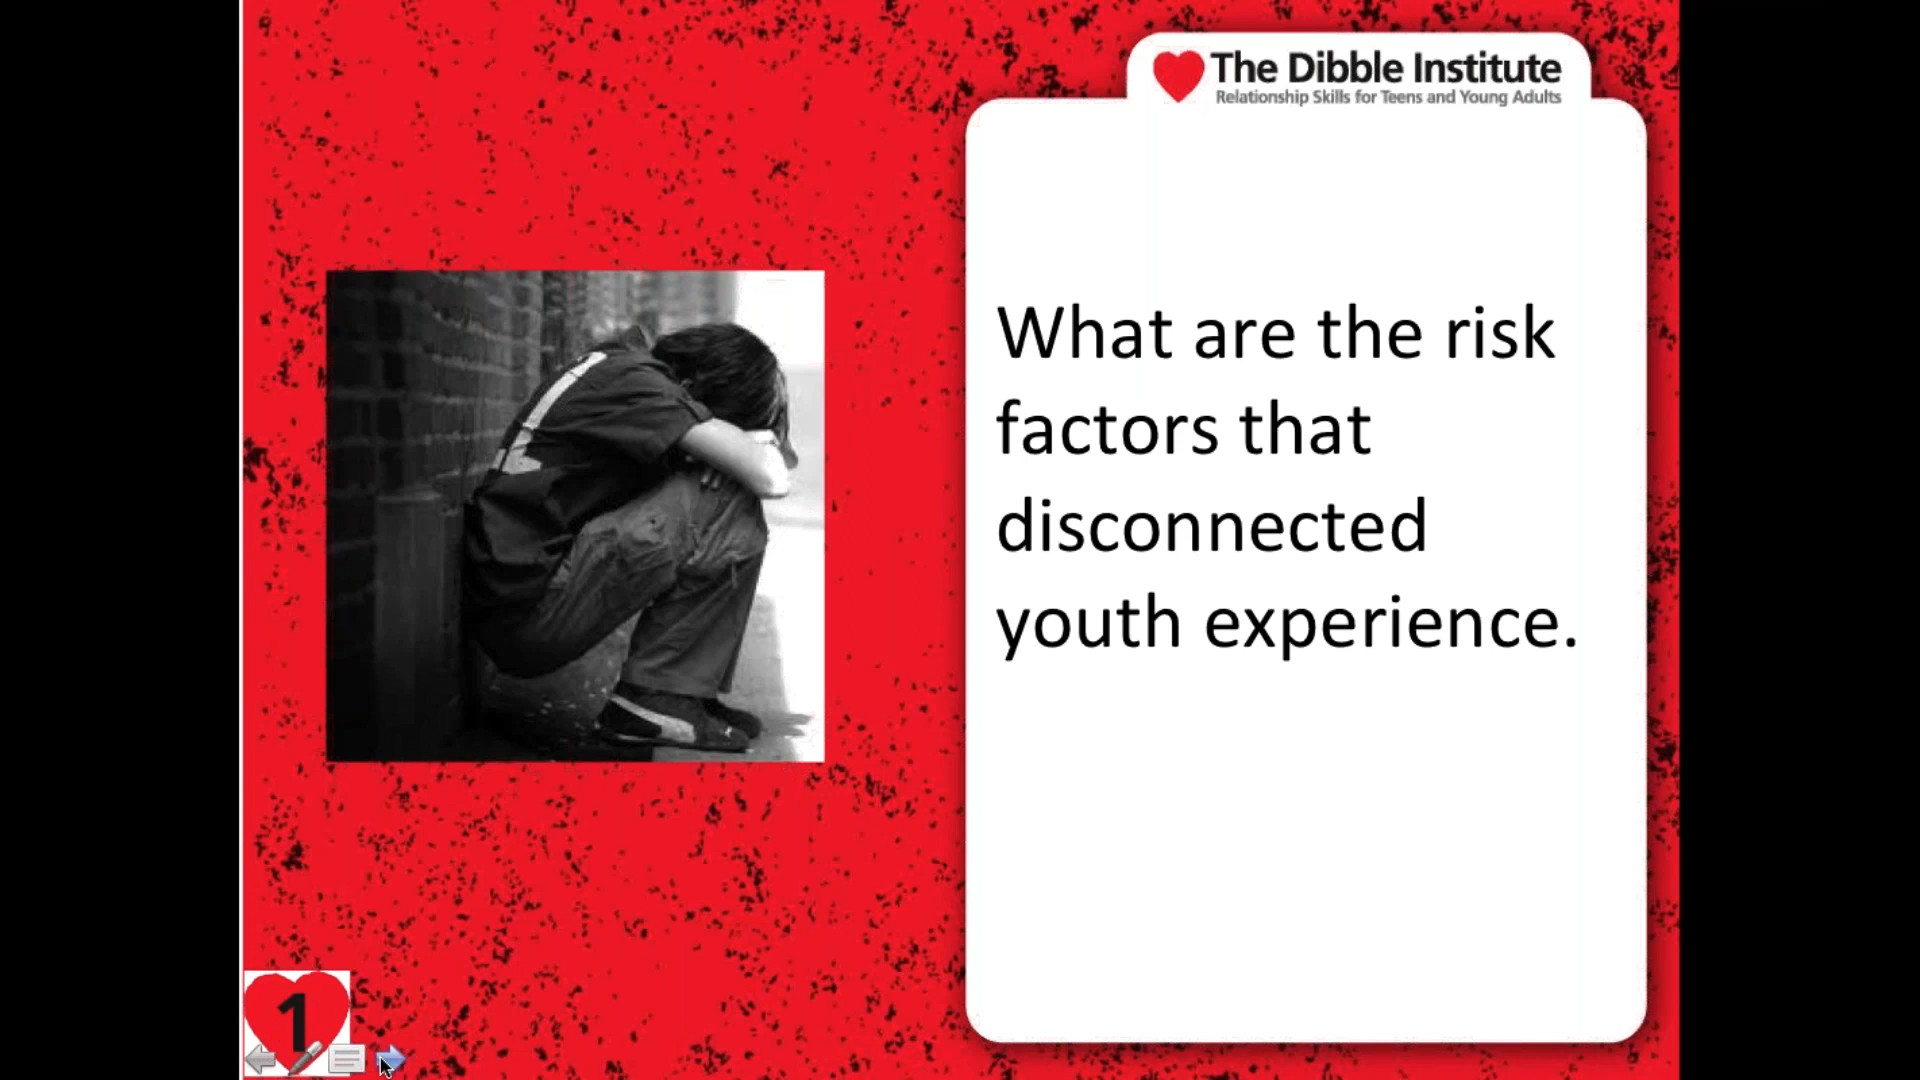 The Dibble Institute
Relationship Skills for Teens and Young Adults
What are the risk
factors that
disconnected
youth experience.
1